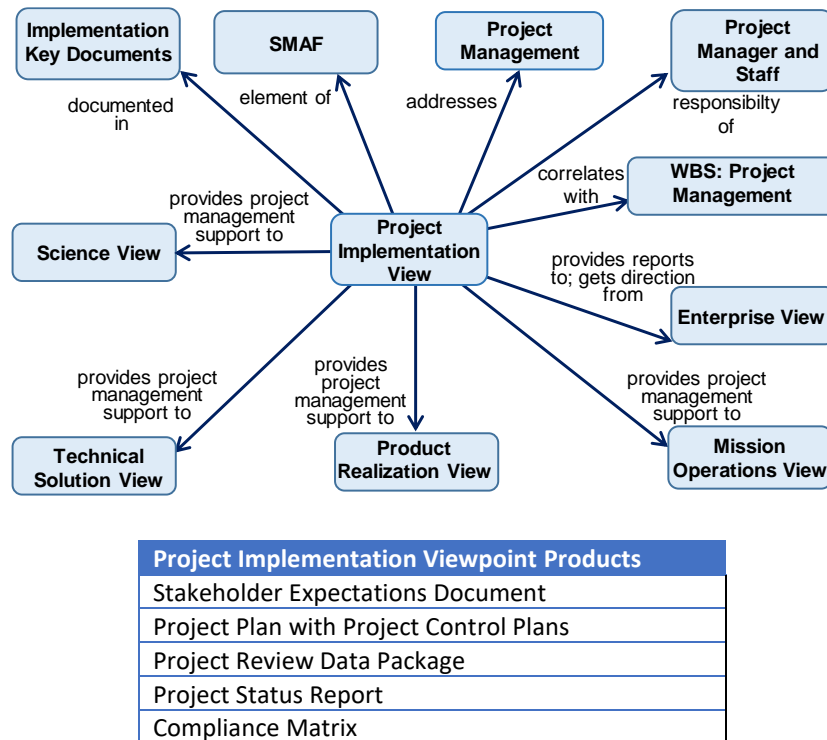 Implementation
Key Documents
SMAF
Project
Management
Project
Manager and
Staff
documented
in
element of
addresses
responsibilty
of
correlates
with
WBS: Project
Management
provides project
management
support to
Science View
Project
Implementation
View
provides reports
to; gets direction
from
Enterprise View
provides project
management
support to
provides
project
management
support to
provides project
management
support to
Technical
Solution View
Product
Realization View
Mission
Operations View
Project Implementation Viewpoint Products
Stakeholder Expectations Document
Project Plan with Project Control Plans
Project Review Data Package
Project Status Report
Compliance Matrix